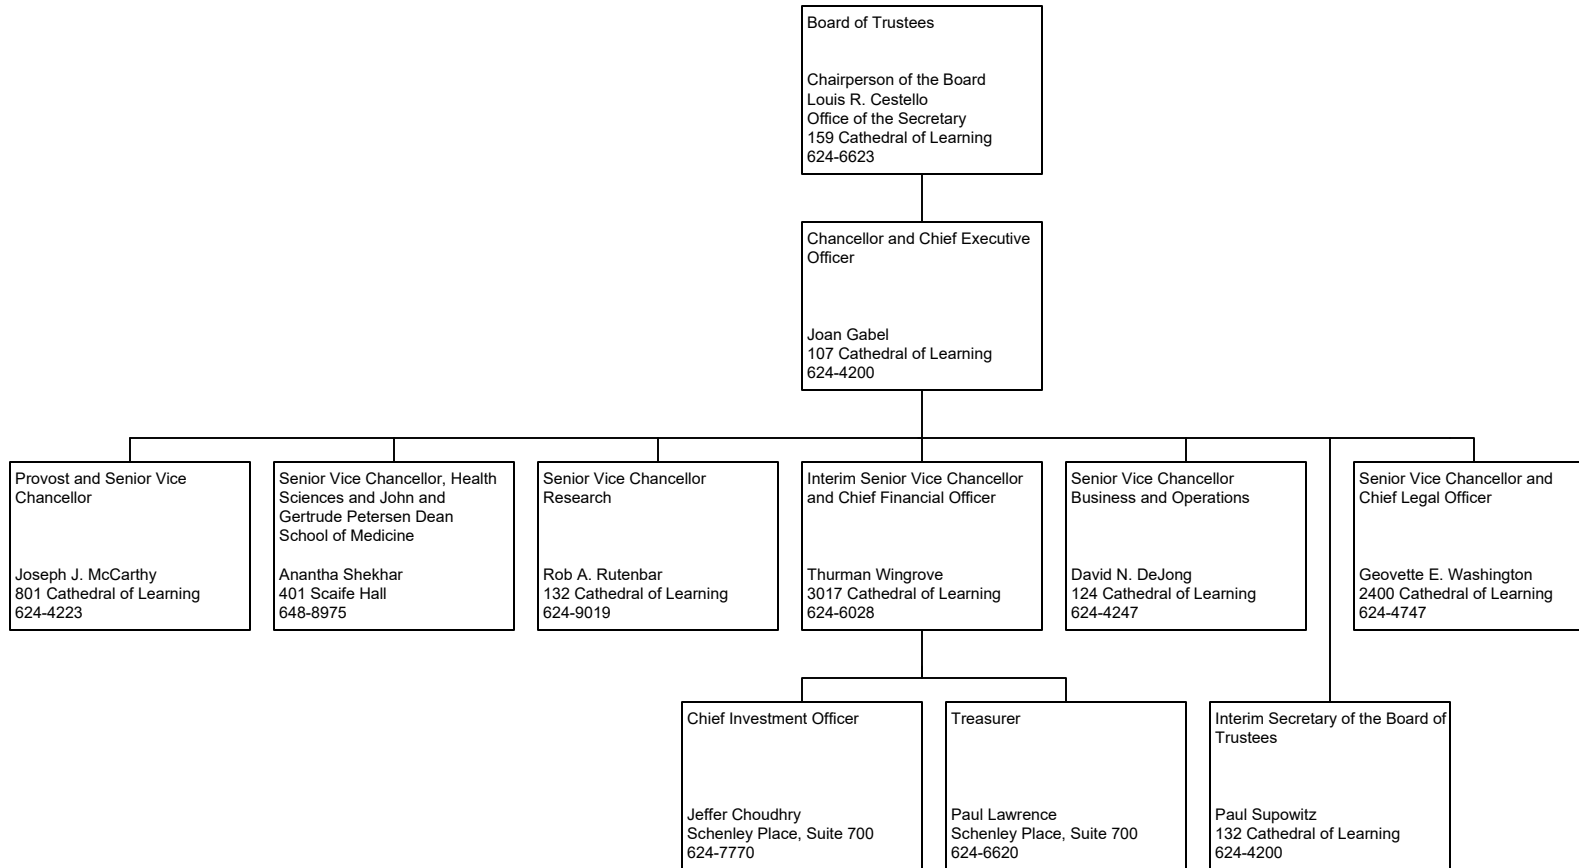 Board of Trustees
Chairperson of the Board
Louis R. Cestello
Office of the Secretary
159 Cathedral of Learning
624-6623
Chancellor and Chief Executive
Officer
Joan Gabel
107 Cathedral of Learning
624-4200
Provost and Senior Vice
Chancellor
Joseph J. McCarthy
801 Cathedral of Learning
624-4223
Senior Vice Chancellor, Health
Sciences and John and
Gertrude Petersen Dean
School of Medicine
Anantha Shekhar
401 Scaife Hall
648-8975
Senior Vice Chancellor
Research
Rob A. Rutenbar
132 Cathedral of Learning
624-9019
Interim Senior Vice Chancellor
and Chief Financial Officer
Thurman Wingrove
3017 Cathedral of Learning
624-6028
Senior Vice Chancellor
Business and Operations
David N. DeJong
124 Cathedral of Learning
624-4247
Senior Vice Chancellor and
Chief Legal Officer
Geovette E. Washington
2400 Cathedral of Learning
624-4747
Chief Investment Officer
Jeffer Choudhry
Schenley Place, Suite 700
624-7770
Treasurer
Paul Lawrence
Schenley Place, Suite 700
624-6620
Interim Secretary of the Board of
Trustees
Paul Supowitz
132 Cathedral of Learning
624-4200